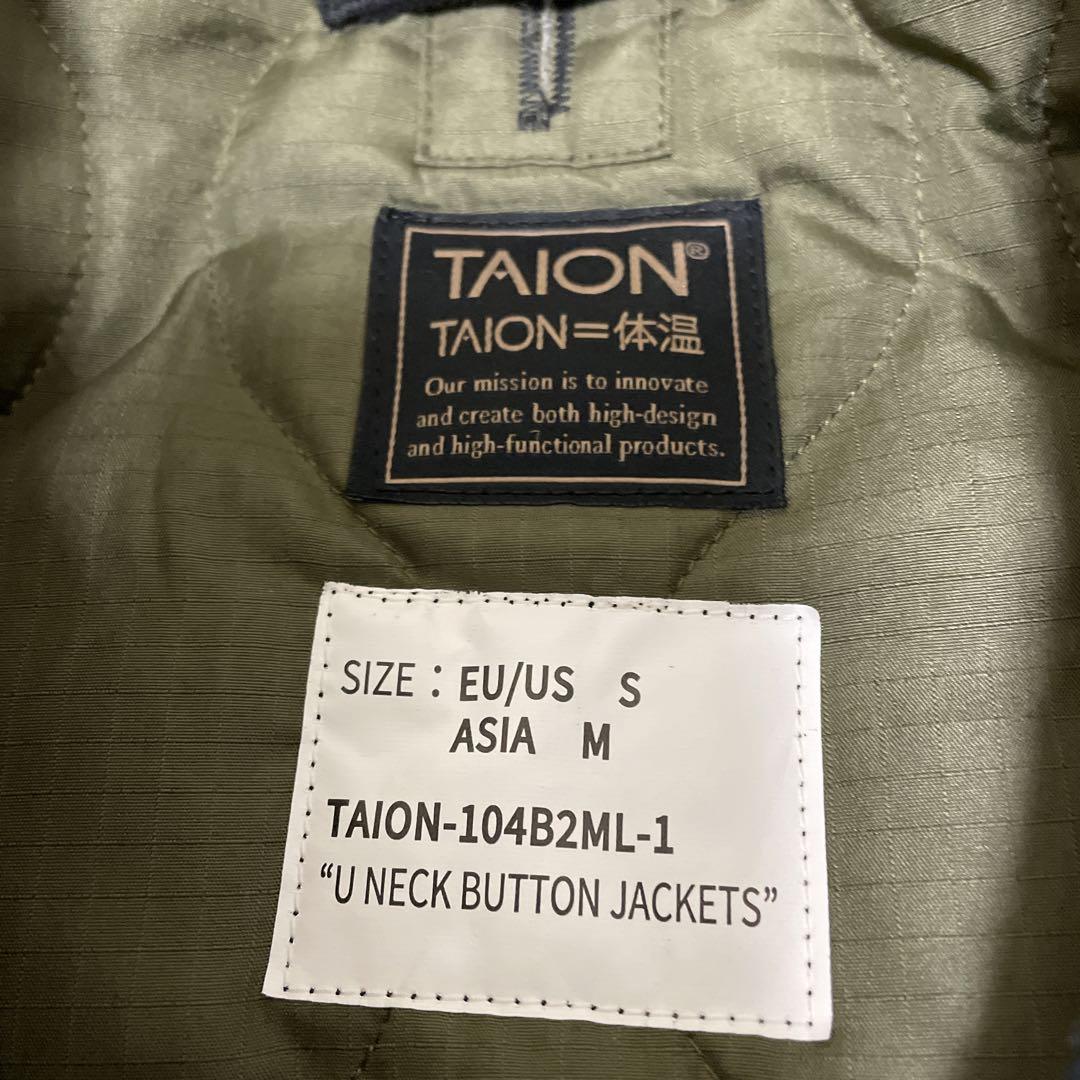 TAION®
TAION=体温
Our mission is to innovate
and create both high-design
and high-functional products.
SIZE : EU/US S
ASIA M
TAION-104B2ML-1
“U NECK BUTTON JACKETS”